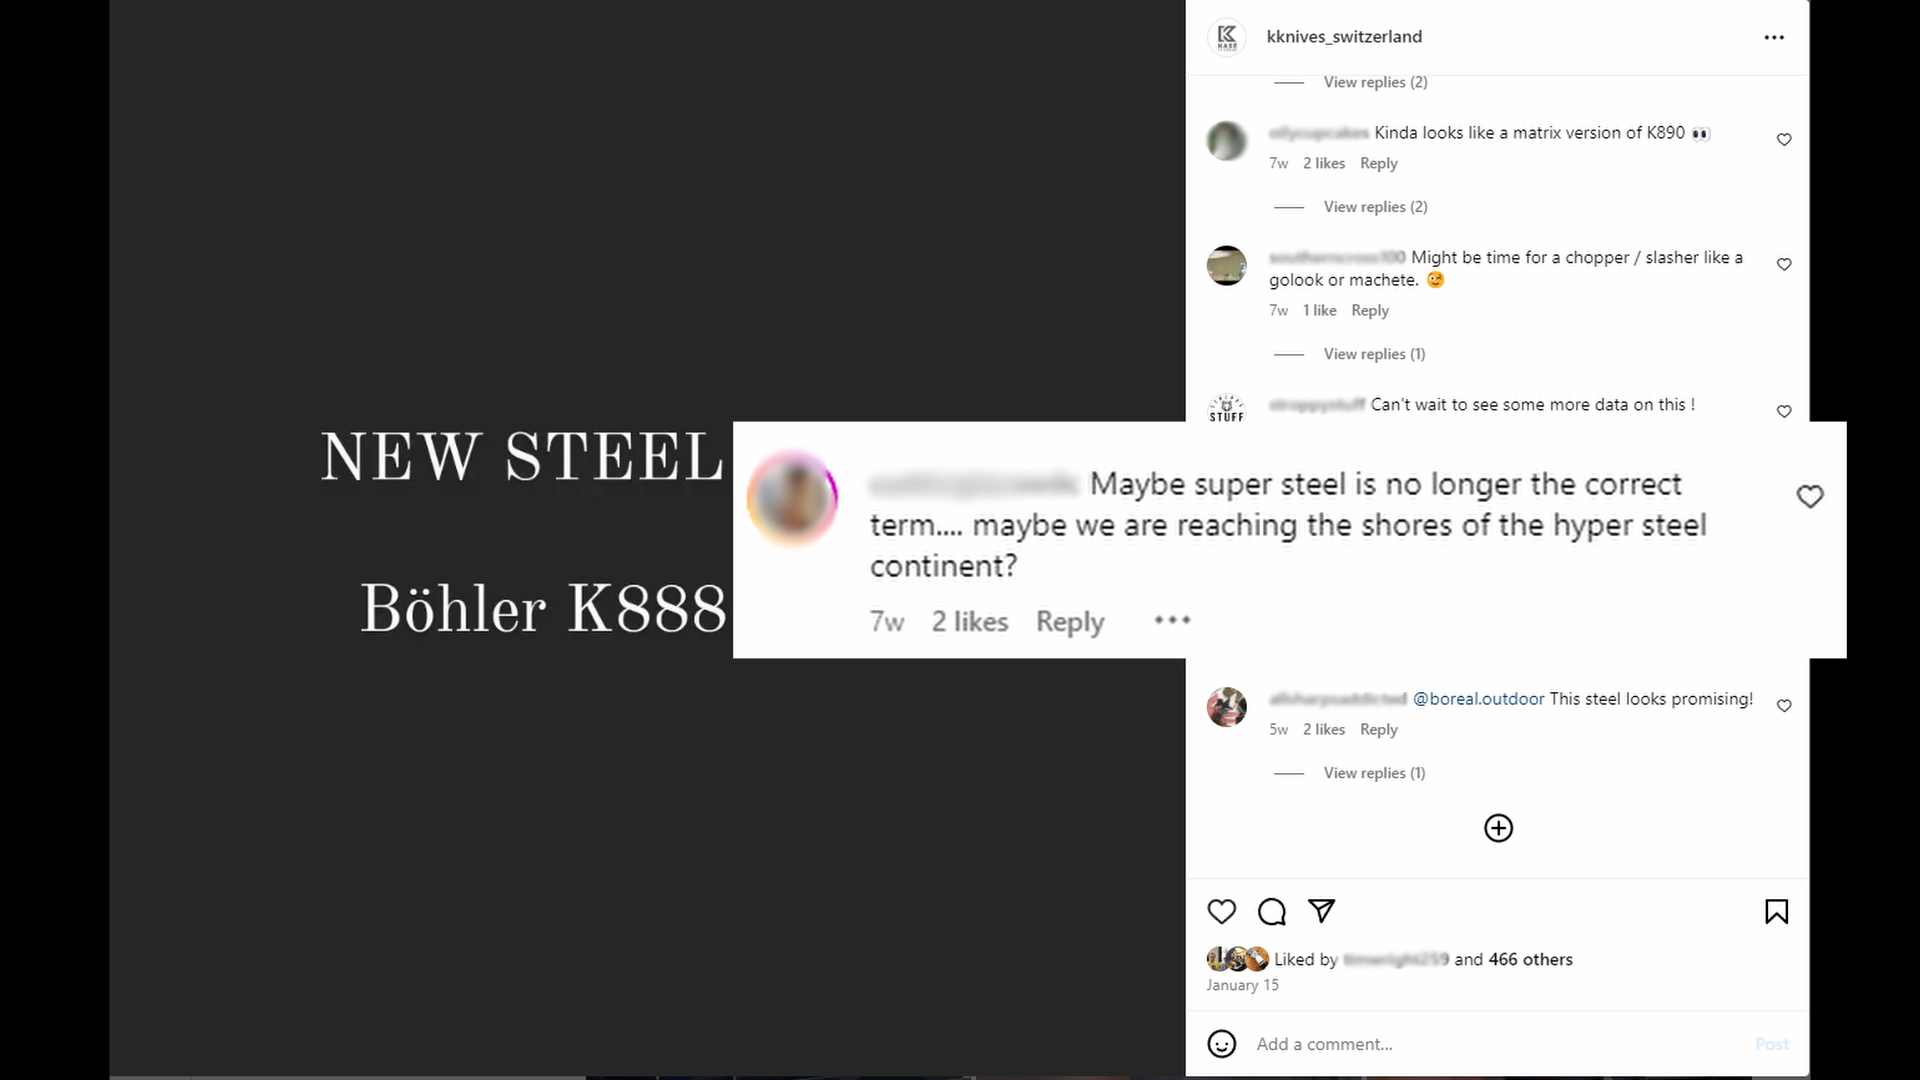 NEW STEEL
Böhler K888
KASE
kknives_switzerland
View replies (2)
Kinda looks like a matrix version of K890 👀
7w 2 likes Reply
View replies (2)
Might be time for a chopper / slasher like a
golook or machete. 😉
7w 1 like Reply
View replies (1)
STUFF
Can't wait to see some more data on this !
Maybe super steel is no longer the correct
term.... maybe we are reaching the shores of the hyper steel
continent?
7w 2 likes Reply
@boreal.outdoor This steel looks promising!
5w 2 likes Reply
View replies (1)
Liked by and 466 others
January 15
Add a comment...
Post